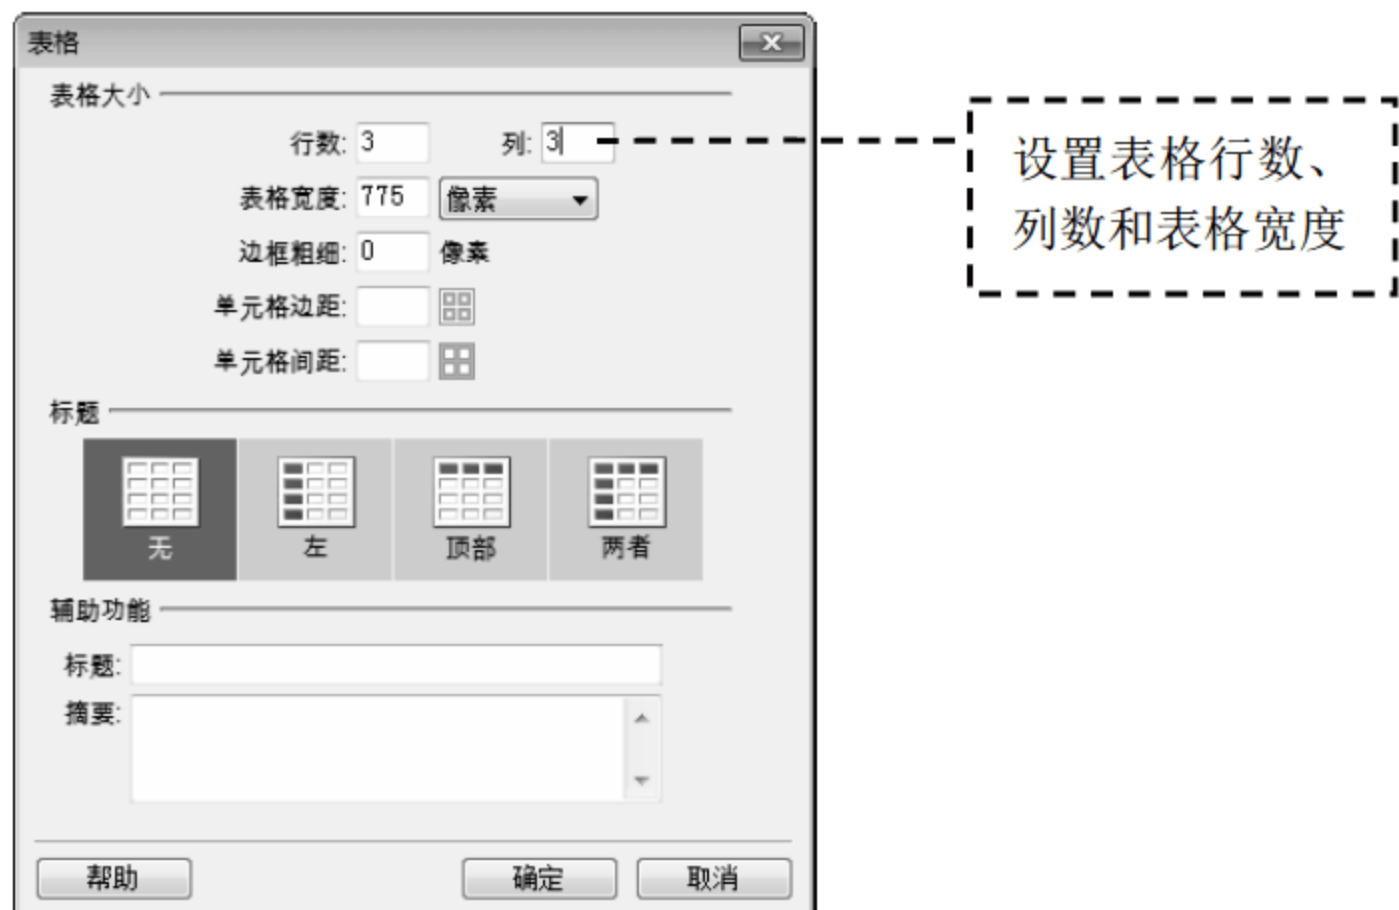 表格
表格大小
行数: 3 列: 3
表格宽度: 775 像素
边框粗细: 0 像素
单元格边距:
单元格间距:
标题
无 左 顶部 两者
辅助功能
标题:
摘要:
帮助 确定 取消
设置表格行数、
列数和表格宽度